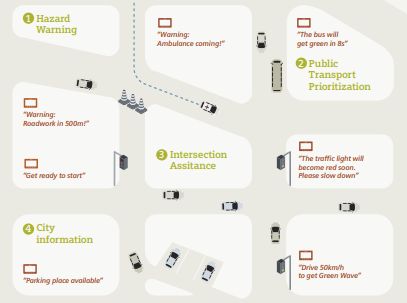 1 Hazard
Warning
"Warning:
Ambulance coming!"
"The bus will
get green in 8s"
2 Public
Transport
Prioritization
"Warning:
Roadwork in 500m!"
"Get ready to start"
3 Intersection
Assitance
"The traffic light will
become red soon.
Please slow down"
4 City
information
"Parking place available"
"Drive 50km/h
to get Green Wave"